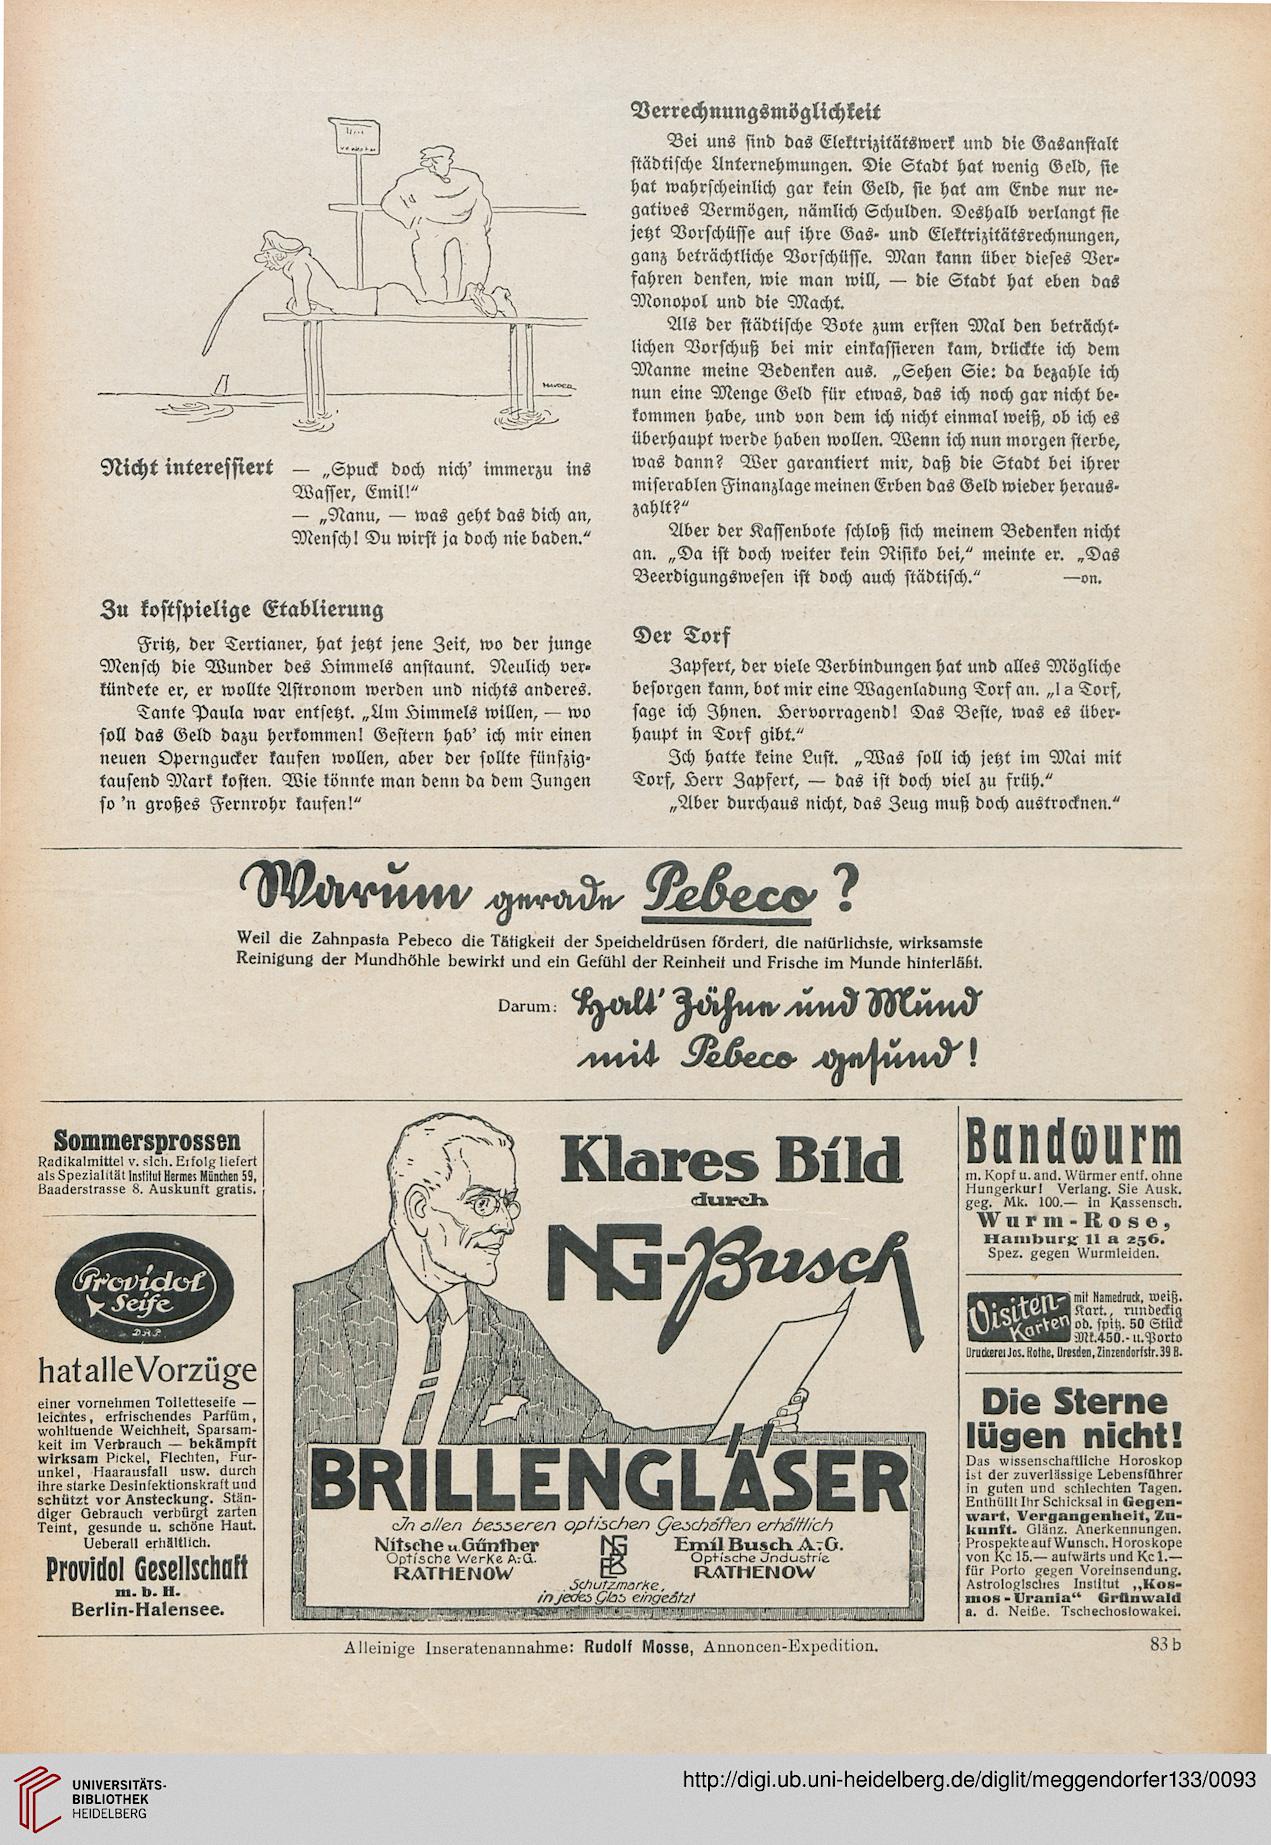 Nicht interessiert — „Spuck doch nich' immerzu ins
Wasser, Emil!“
— „Nanu, — was geht das dich an,
Mensch! Du wirst ja doch nie baden.“
Zu kostspielige Etablierung
Fritz, der Tertianer, hat jetzt jene Zeit, wo der junge
Mensch die Wunder des Himmels anstaunt. Neulich ver-
kündete er, er wollte Astronom werden und nichts anderes.
Tante Paula war entsetzt. „Um Himmels willen, — wo
soll das Geld dazu herkommen! Gestern hab' ich mir einen
neuen Operngucker kaufen wollen, aber der sollte fünfzig-
tausend Mark kosten. Wie könnte man denn da dem Jungen
so 'n großes Fernrohr kaufen!“
Verrechnungsmöglichkeit
Bei uns sind das Elektrizitätswerk und die Gasanstalt
städtische Unternehmungen. Die Stadt hat wenig Geld, sie
hat wahrscheinlich gar kein Geld, sie hat am Ende nur ne-
gatives Vermögen, nämlich Schulden. Deshalb verlangt sie
jetzt Vorschüsse auf ihre Gas- und Elektrizitätsrechnungen,
ganz beträchtliche Vorschüsse. Man kann über dieses Ver-
fahren denken, wie man will, — die Stadt hat eben das
Monopol und die Macht.
Als der städtische Bote zum ersten Mal den beträcht-
lichen Vorschuß bei mir einkassieren kam, drückte ich dem
Manne meine Bedenken aus. „Sehen Sie: da bezahle ich
nun eine Menge Geld für etwas, das ich noch gar nicht be-
kommen habe, und von dem ich nicht einmal weiß, ob ich es
überhaupt werde haben wollen. Wenn ich nun morgen sterbe,
was dann? Wer garantiert mir, daß die Stadt bei ihrer
miserablen Finanzlage meinen Erben das Geld wieder heraus-
zahlt?“
Aber der Kassenbote schloß sich meinem Bedenken nicht
an. „Da ist doch weiter kein Risiko bei,“ meinte er. „Das
Beerdigungswesen ist doch auch städtisch.“ —on.
Der Torf
Zapfert, der viele Verbindungen hat und alles Mögliche
besorgen kann, bot mir eine Wagenladung Torf an. „I a Torf,
sage ich Ihnen. Hervorragend! Das Beste, was es über-
haupt in Torf gibt.“
Ich hatte keine Lust. „Was soll ich jetzt im Mai mit
Torf, Herr Zapfert, — das ist doch viel zu früh.“
„Aber durchaus nicht, das Zeug muß doch austrocknen.“
Warum gerade Pebeco?
Weil die Zahnpasta Pebeco die Tätigkeit der Speicheldrüsen fördert, die natürlichste, wirksamste
Reinigung der Mundhöhle bewirkt und ein Gefühl der Reinheit und Frische im Munde hinterläßt.
Darum: Halt' Zähne und Mund
mit Pebeco gesund!
Sommersprossen
Radikalmittel v. sich. Erfolg liefert
als Spezialität Institut Hermes München 59,
Baaderstrasse 8. Auskunft gratis.
Providol
Seife
D.R.P.
hat alle Vorzüge
einer vornehmen Toiletteseife —
leichtes, erfrischendes Parfüm,
wohltuende Weichheit, Sparsam-
keit im Verbrauch — bekämpft
wirksam Pickel, Flechten, Fur-
unkel, Haarausfall usw. durch
ihre starke Desinfektionskraft und
schützt vor Ansteckung. Stän-
diger Gebrauch verbürgt zarten
Teint, gesunde u. schöne Haut.
Ueberall erhältlich.
Providol Gesellschaft
m. b. H.
Berlin-Halensee.
Klares Bild
durch
NG-Busch
BRILLENGLÄSER
In allen besseren optischen Geschäften erhältlich
Nitsche u. Günther
Optische Werke A.-G.
RATHENOW
Emil Busch A.-G.
Optische Industrie
RATHENOW
NG
EB
Schutzmarke,
in jedes Glas eingeätzt
Bandwurm
m. Kopf u. and. Würmer entf. ohne
Hungerkur! Verlang. Sie Ausk.
geg. Mk. 100.— in Kassensch.
Wurm-Rose,
Hamburg 11 a 256.
Spez. gegen Wurmleiden.
Visiten-
Karten
mit Namedruck, weiß.
Kart., rundeckig
od. spitz. 50 Stück
Mk.450.- u. Porto
Druckerei Jos. Rothe, Dresden, Zinzendorfstr. 39 B.
Die Sterne
lügen nicht!
Das wissenschaftliche Horoskop
ist der zuverlässige Lebensführer
in guten und schlechten Tagen.
Enthüllt Ihr Schicksal in Gegen-
wart, Vergangenheit, Zu-
kunft. Glänz. Anerkennungen.
Prospekte auf Wunsch. Horoskope
von Kc 15.— aufwärts und Kc 1.—
für Porto gegen Voreinsendung.
Astrologisches Institut „Kos-
mos-Urania“ Grünwald
a. d. Neiße. Tschechoslowakei.
Alleinige Inseratenannahme: Rudolf Mosse, Annoncen-Expedition.
83 b
UNIVERSITÄTS-
BIBLIOTHEK
HEIDELBERG
http://digi.ub.uni-heidelberg.de/diglit/meggendorfer133/0093